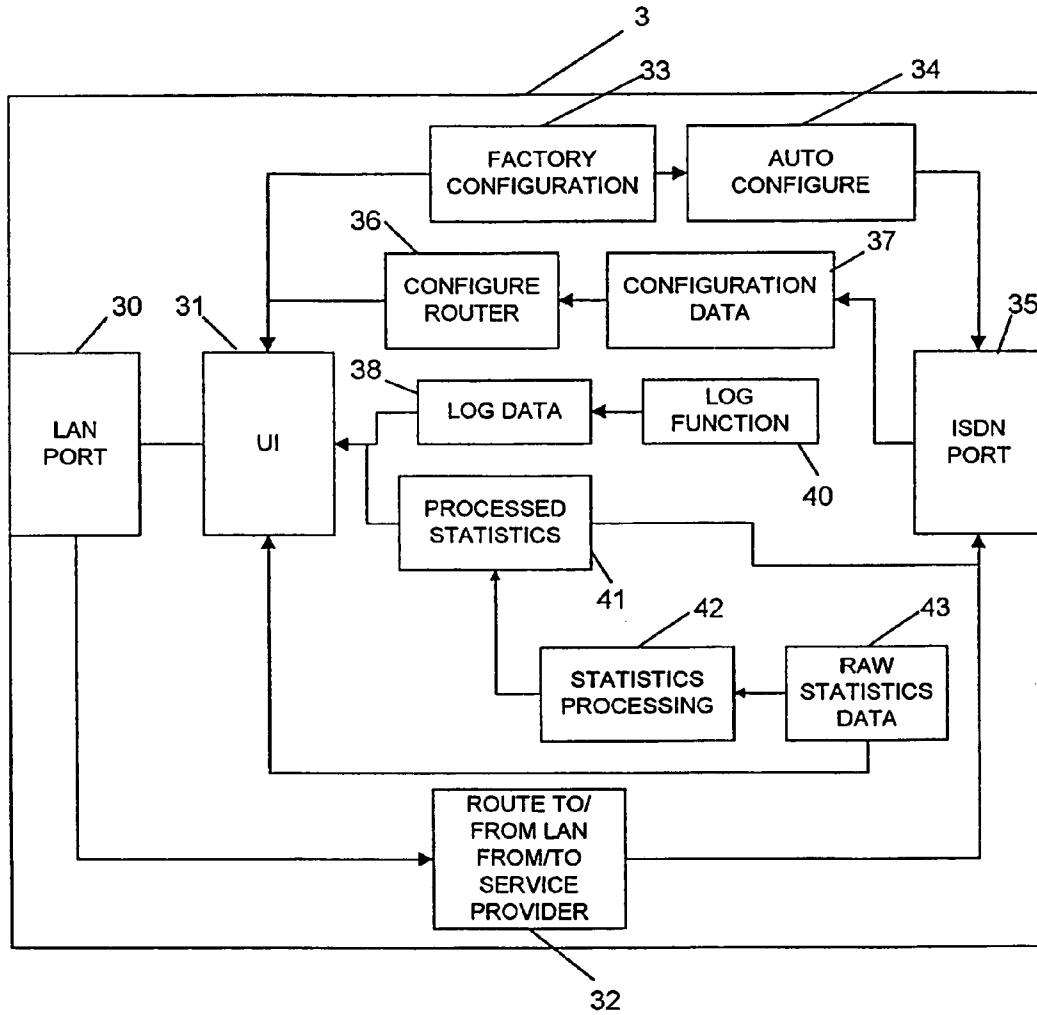 3
33
34
FACTORY
CONFIGURATION
AUTO
CONFIGURE
36
37
CONFIGURE
ROUTER
CONFIGURATION
DATA
30
31
35
38
LAN
PORT
UI
LOG DATA
LOG
FUNCTION
ISDN
PORT
40
PROCESSED
STATISTICS
41
42
43
STATISTICS
PROCESSING
RAW
STATISTICS
DATA
ROUTE TO/
FROM LAN
FROM/TO
SERVICE
PROVIDER
32